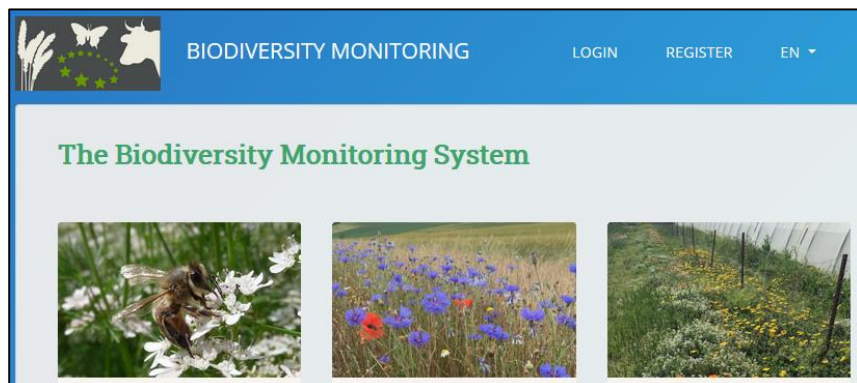 BIODIVERSITY MONITORING LOGIN REGISTER EN
The Biodiversity Monitoring System